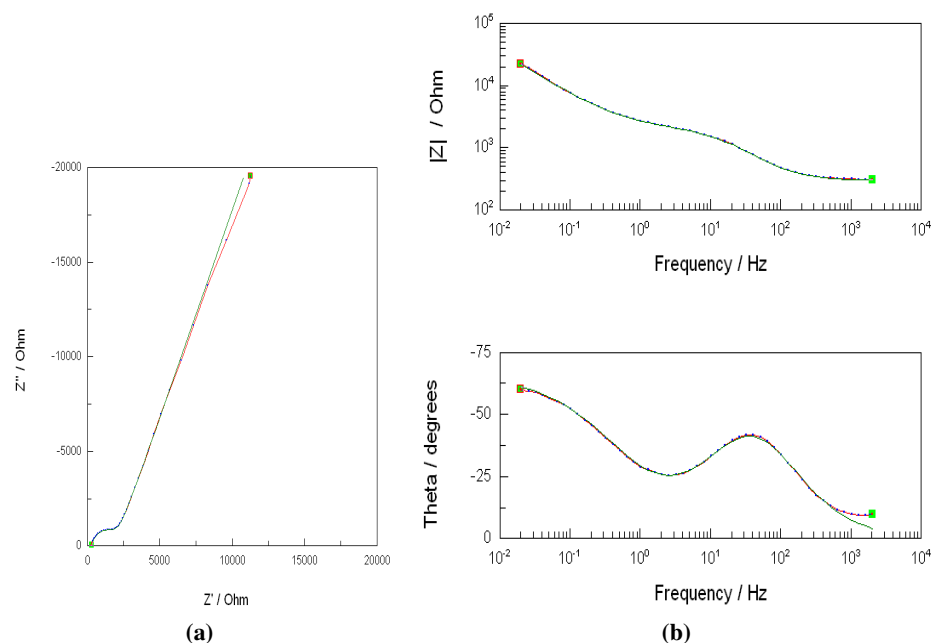 -20000
-15000
-10000
-5000
0
Z'' / Ohm
0 5000 10000 15000 20000
Z' / Ohm
(a)
10^5
10^4
10^3
10^2
|Z| / Ohm
10^-2 10^-1 10^0 10^1 10^2 10^3 10^4
Frequency / Hz
-75
-50
-25
0
Theta / degrees
10^-2 10^-1 10^0 10^1 10^2 10^3 10^4
Frequency / Hz
(b)